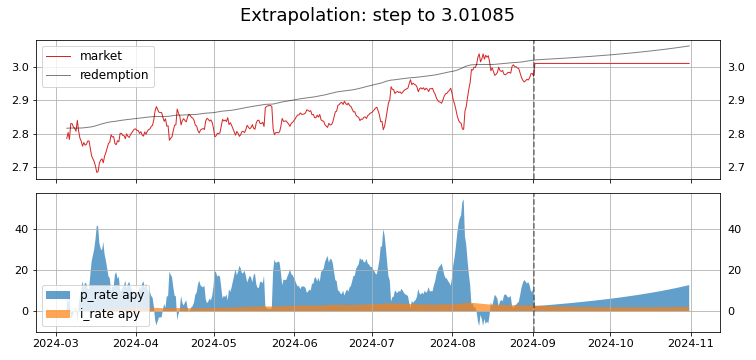 Extrapolation: step to 3.01085
market
redemption
3.0 3.0
2.9 2.9
2.8 2.8
2.7 2.7
40 40
20 20
0 0
p_rate apy
i_rate apy
2024-03 2024-04 2024-05 2024-06 2024-07 2024-08 2024-09 2024-10 2024-11